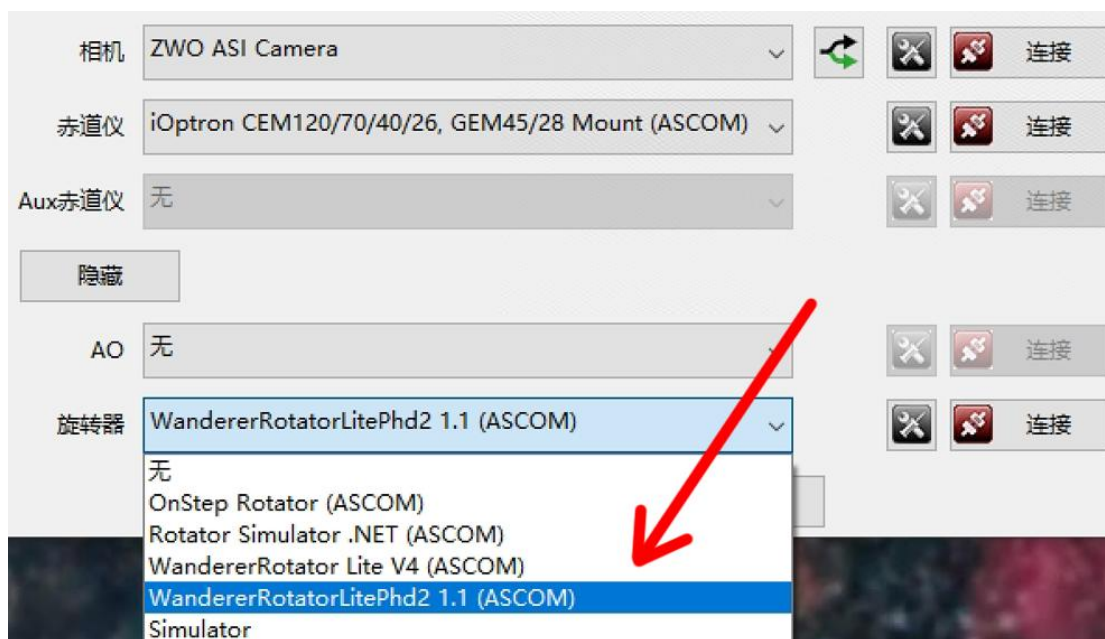 相机 ZWO ASI Camera 连接
赤道仪 iOptron CEM120/70/40/26, GEM45/28 Mount (ASCOM) 连接
Aux赤道仪 无 连接
隐藏
AO 无 连接
旋转器 WandererRotatorLitePhd2 1.1 (ASCOM) 连接
无
OnStep Rotator (ASCOM)
Rotator Simulator .NET (ASCOM)
WandererRotator Lite V4 (ASCOM)
WandererRotatorLitePhd2 1.1 (ASCOM)
Simulator